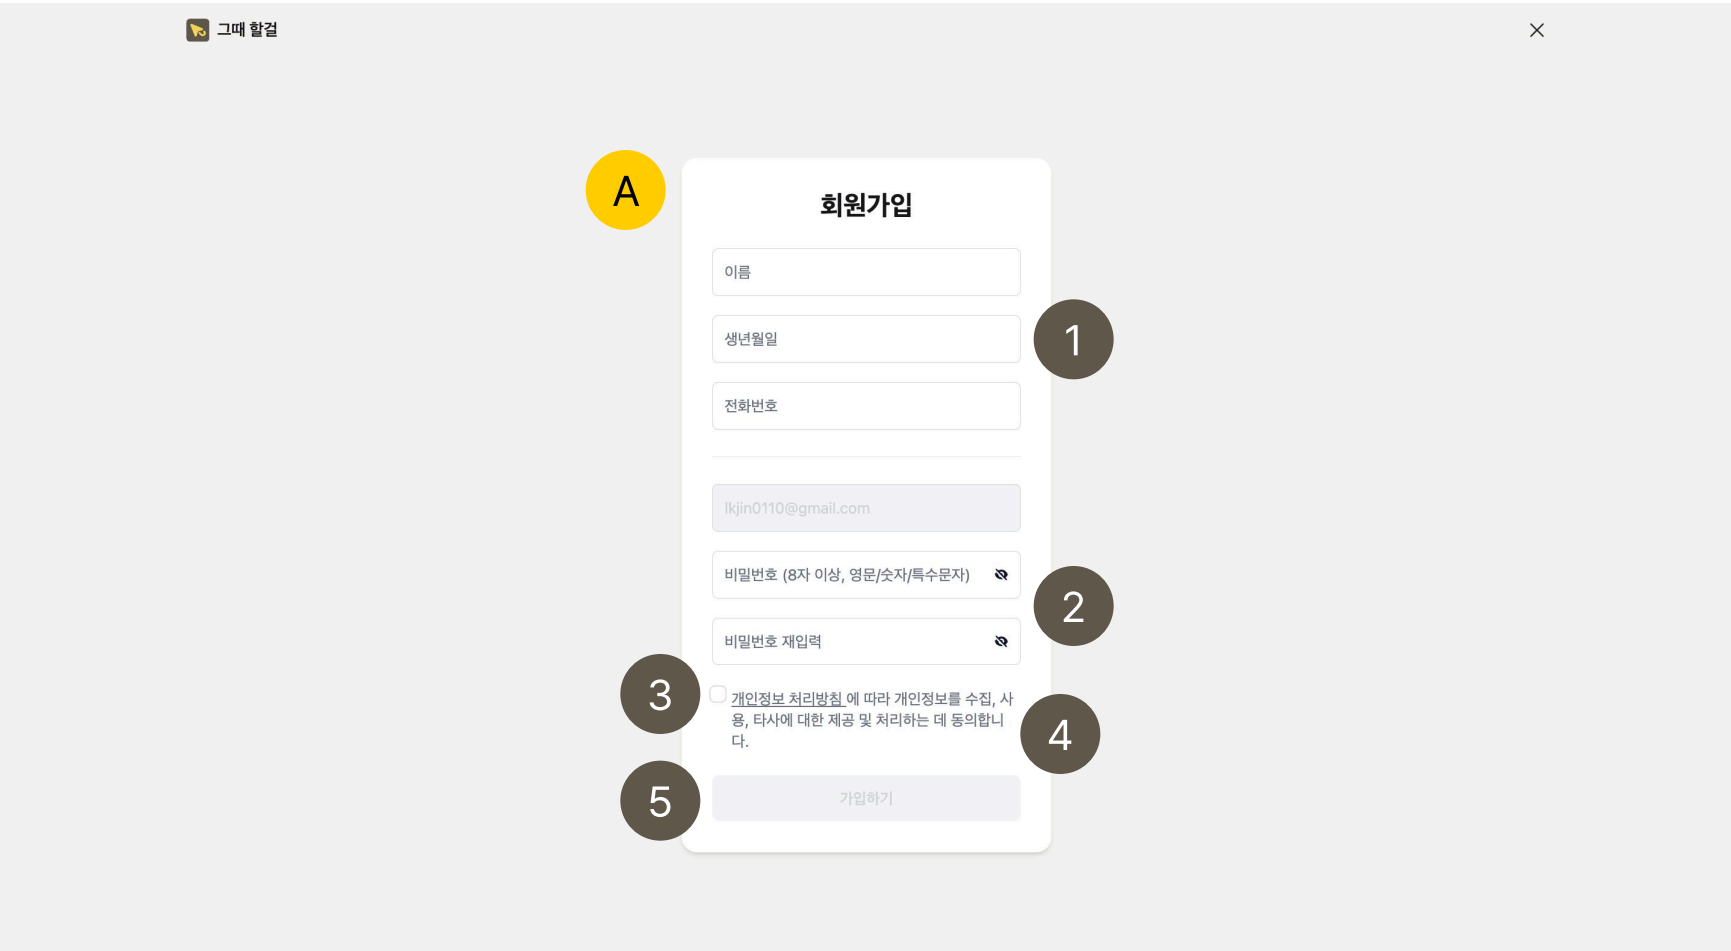 그때 할걸
A
회원가입
이름
생년월일
1
전화번호
lkjin0110@gmail.com
비밀번호 (8자 이상, 영문/숫자/특수문자)
2
비밀번호 재입력
3
개인정보 처리방침 에 따라 개인정보를 수집, 사
용, 타사에 대한 제공 및 처리하는 데 동의합니
다.
4
5
가입하기